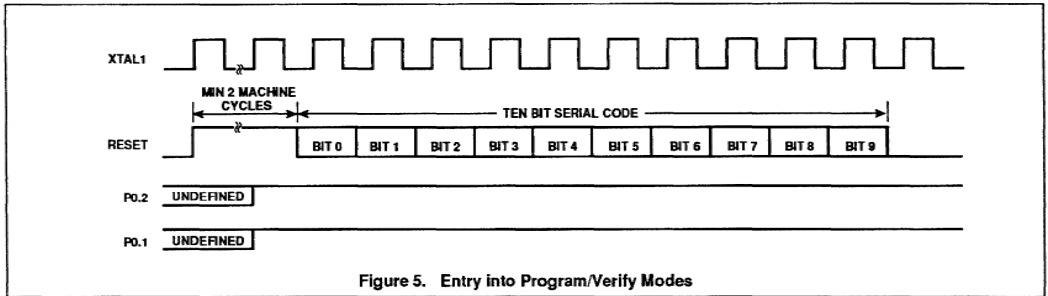 XTAL1
MIN 2 MACHINE
CYCLES
TEN BIT SERIAL CODE
RESET
BIT 0 BIT 1 BIT 2 BIT 3 BIT 4 BIT 5 BIT 6 BIT 7 BIT 8 BIT 9
P0.2 UNDEFINED
P0.1 UNDEFINED
Figure 5. Entry into Program/Verify Modes